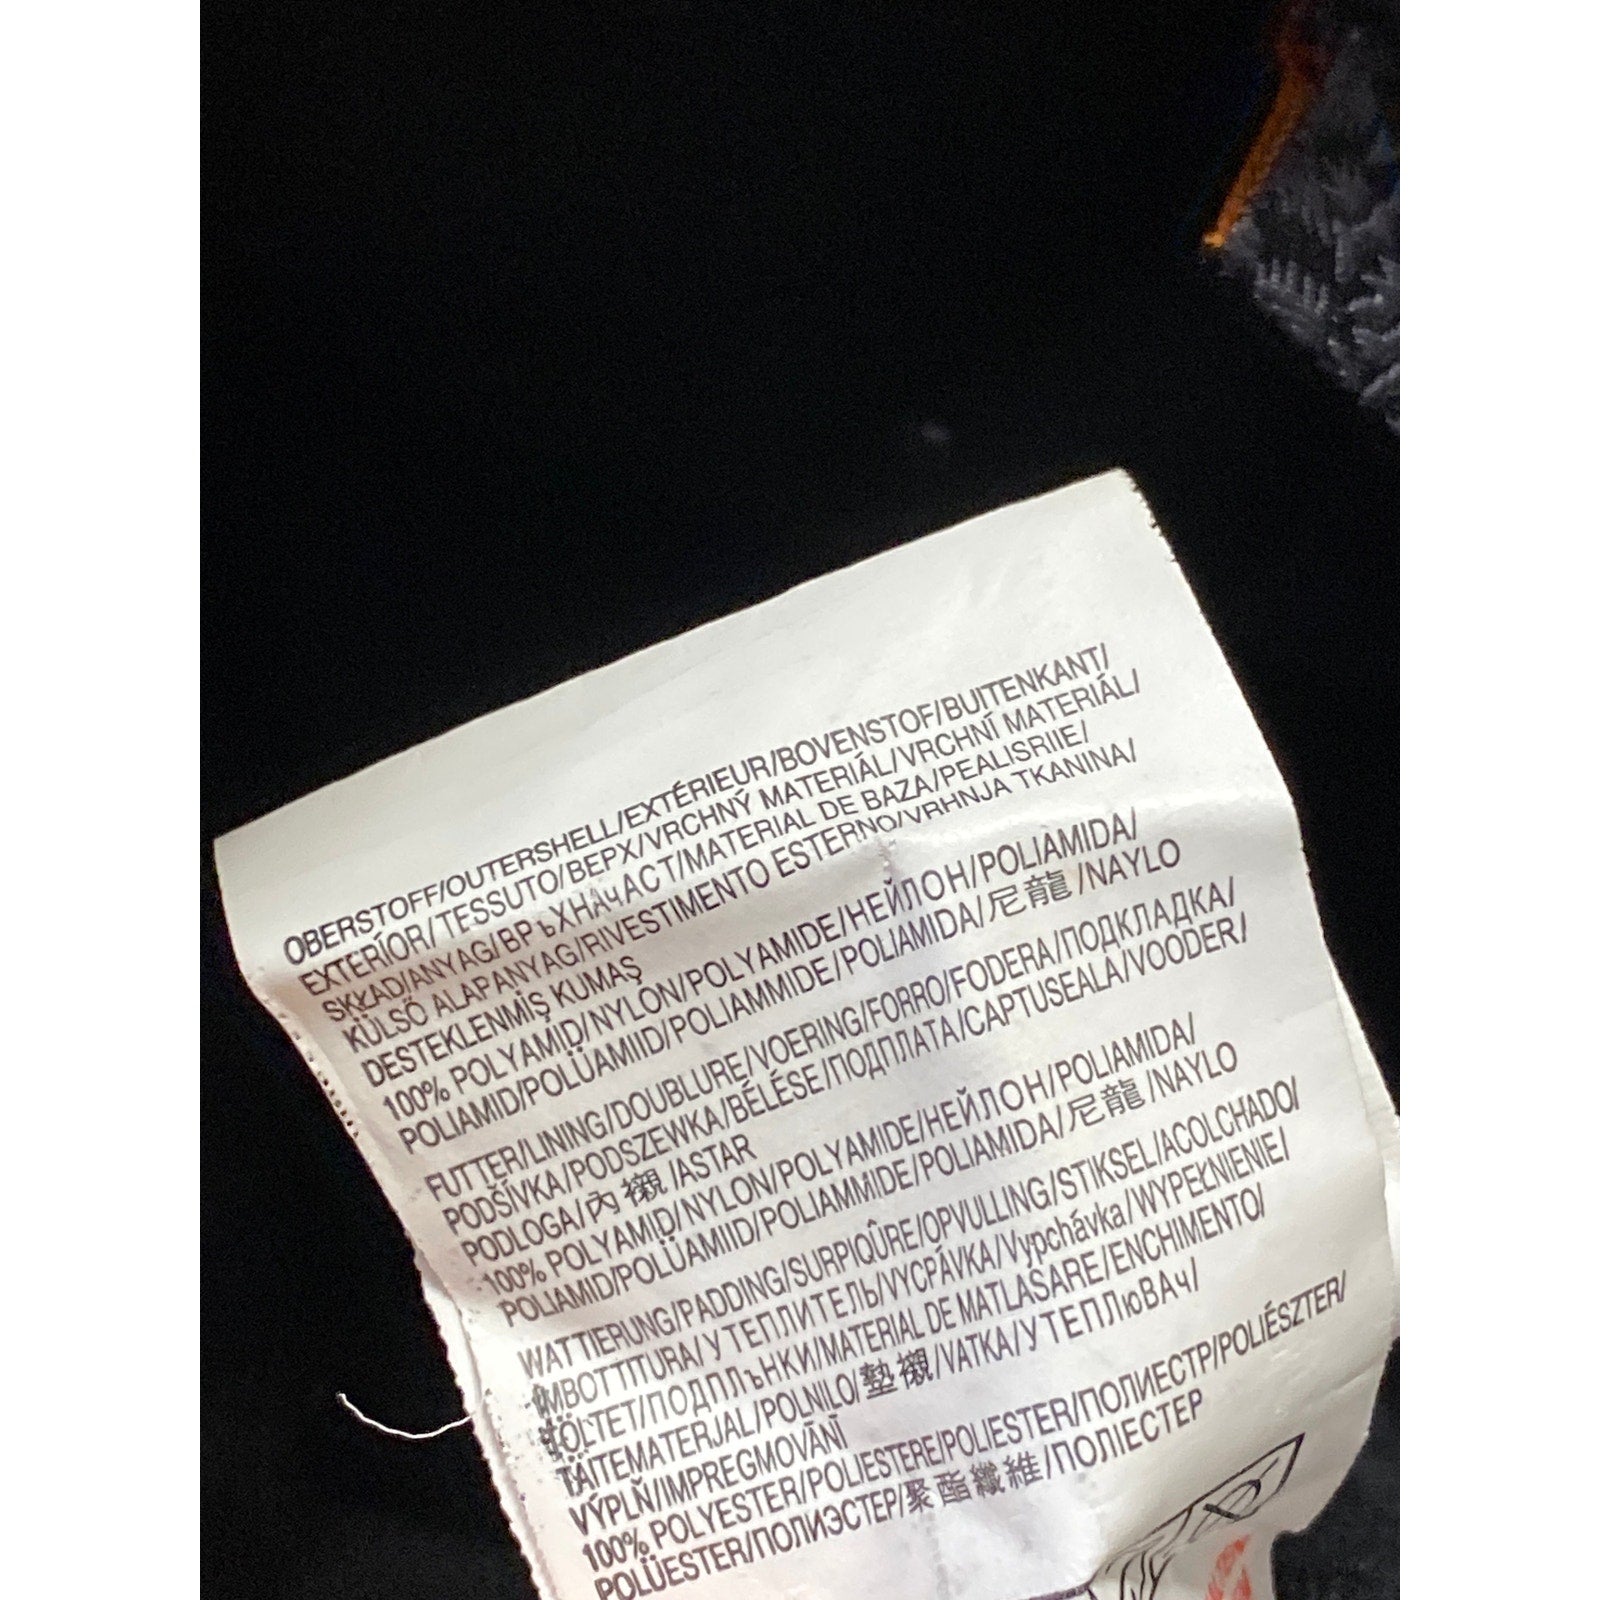 OBERSTOFF/OUTERSHELL/EXTÉRIEUR/BOVENSTOF/BUITENKANT/
EXTERÍOR/TESSUTO/ВЕРХ/VRCHNÝ MATERIÁL/VRCHNÍ MATERIÁL/
SKŁAD/ANYAG/ВРъХНАчАСТ/MATERIAL DE BAZA/PEALISRIIE/
KÜLSŐ ALAPANYAG/RIVESTIMENTO ESTERNO/VRHNJA TKANINA/
DESTEKLENMİŞ KUMAŞ
100% POLYAMID/NYLON/POLYAMIDE/НЕЙЛОН/POLIAMIDA/
POLIAMID/POLÜAMIID/POLIAMMIDE/POLIAMIDA/尼龍/NAYLO
FUTTER/LINING/DOUBLURE/VOERING/FORRO/FODERA/ПОДКЛАДКА/
PODŠÍVKA/PODSZEWKA/BÉLÉSE/ПОДПЛАТА/CAPTUSEALA/VOODER/
PODLOGA/內襯/ASTAR
100% POLYAMID/NYLON/POLYAMIDE/НЕЙЛОН/POLIAMIDA/
POLIAMID/POLÜAMIID/POLIAMMIDE/POLIAMIDA/尼龍/NAYLO
WATTIERUNG/PADDING/SURPIQÛRE/OPVULLING/STIKSEL/ACOLCHADO/
IMBOTTITURA/УТЕПЛИТЕЛЬ/VYCPÁVKA/Vypchávka/WYPEŁNIENIE/
TÖLTET/ПОДПЛЪНКИ/MATERIAL DE MATLASARE/ENCHIMENTO/
TÄITEMATERJAL/POLNILO/墊襯/VATKA/УТЕПЛюВАч/
VÝPLŇ/IMPREGMOVÁNÍ
100% POLYESTER/POLIESTERE/POLIESTER/ПОЛИЕСТР/POLIÉSZTER/
POLÜESTER/ПОЛИЭСТЕР/聚酯纖維/ПОЛІЕСТЕР